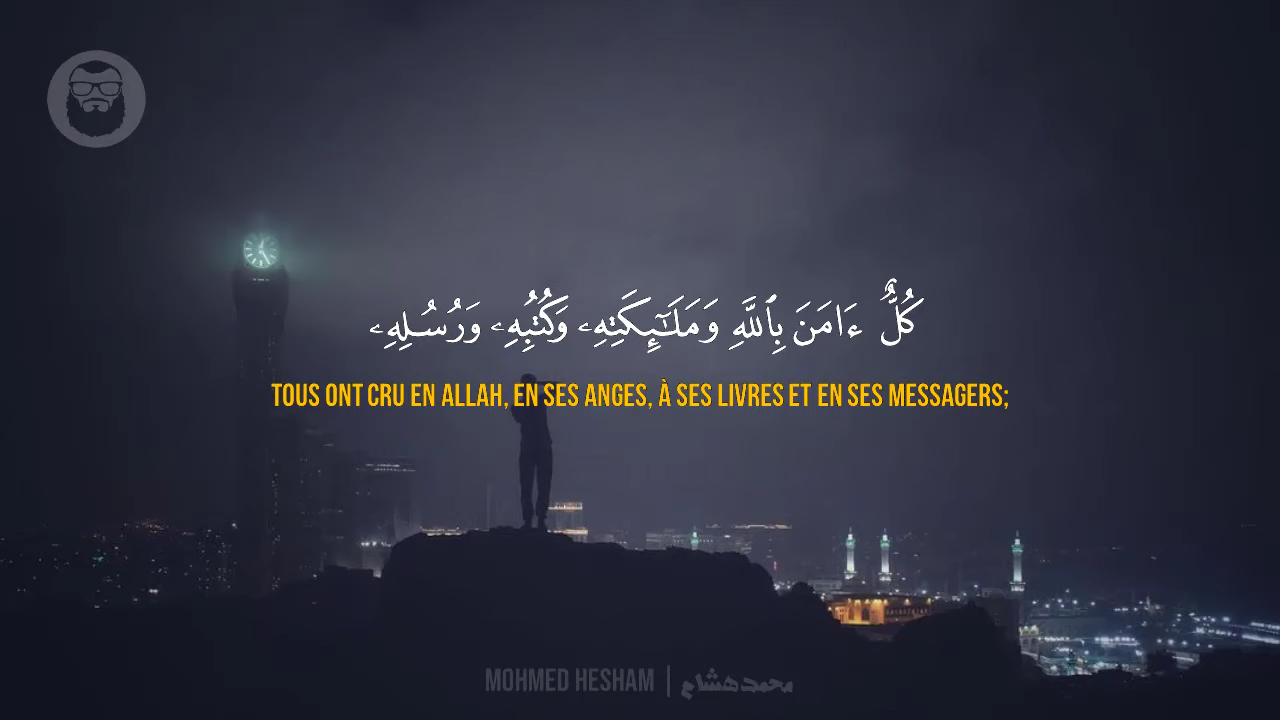 كُلٌّ ءَامَنَ بِٱللَّهِ وَمَلَـٰٓئِكَتِهِۦ وَكُتُبِهِۦ وَرُسُلِهِۦ
TOUS ONT CRU EN ALLAH, EN SES ANGES, À SES LIVRES ET EN SES MESSAGERS;
MOHMED HESHAM | محمد هشام